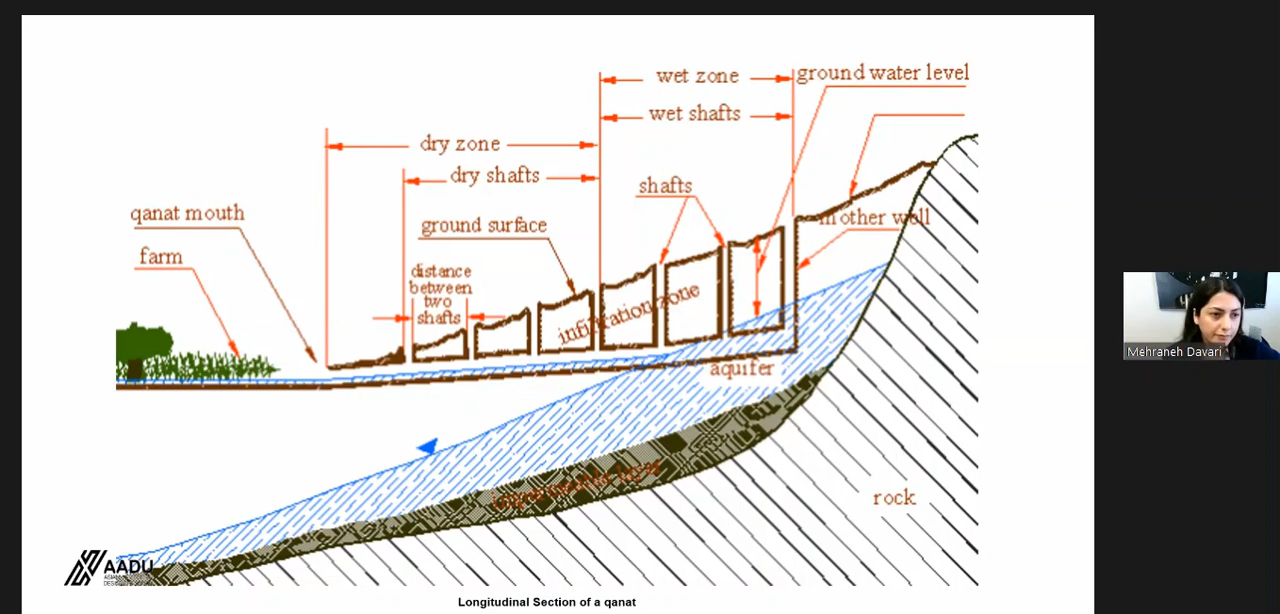 wet zone
ground water level
wet shafts
dry zone
dry shafts
shafts
qanat mouth
mother well
ground surface
farm
distance
between
two
shafts
infiltration zone
aquifer
rock
AADU
Longitudinal Section of a qanat
Mehraneh Davari